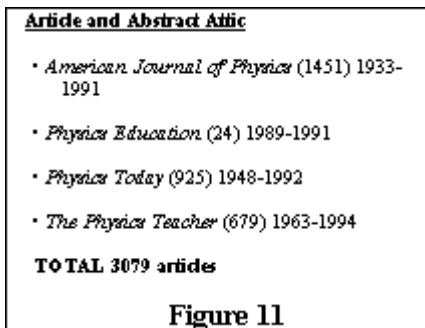 Article and Abstract Attic
• American Journal of Physics (1451) 1933-
1991
• Physics Education (24) 1989-1991
• Physics Today (925) 1948-1992
• The Physics Teacher (679) 1963-1994
TOTAL 3079 articles
Figure 11